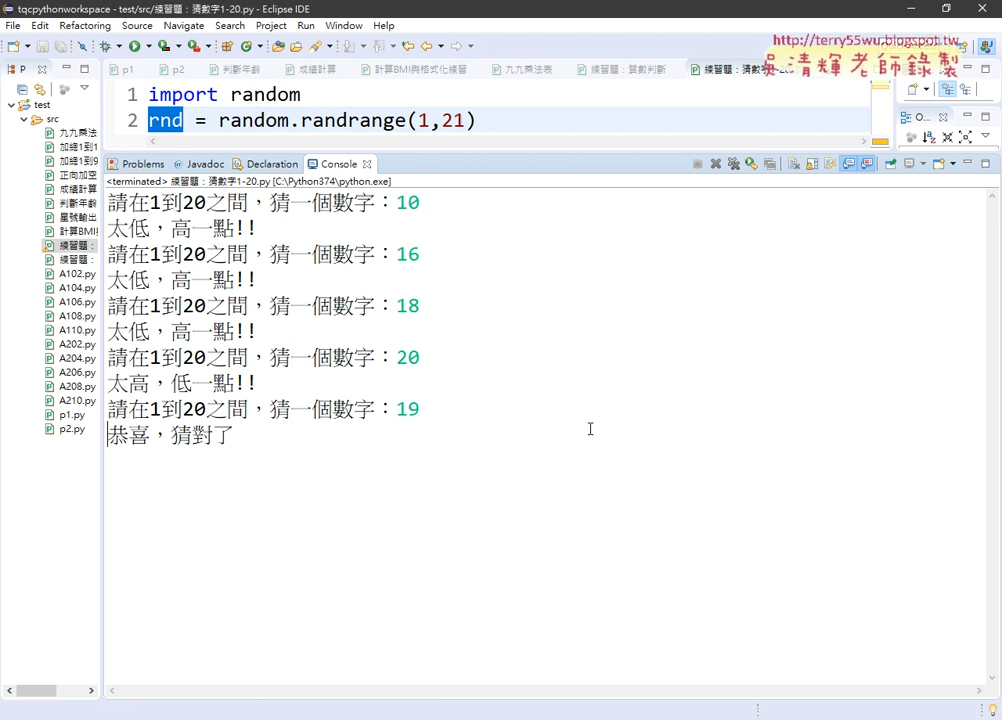 tqcpythonworkspace - test/src/練習題：猜數字1-20.py - Eclipse IDE
File Edit Refactoring Source Navigate Search Project Run Window Help
http://terry55wu.blogspot.tw
吳清輝老師錄製
P
p1
p2
判斷年齡
成績計算
計算BMI與格式化練習
九九乘法表
練習題：質數判斷
練習題：猜數
1 import random
2 rnd = random.randrange(1,21)
O...
test
src
九九乘法
加總1到1
加總1到9
正向加空
成績計算
判斷年齡
星號輸出
計算BMI
練習題：
練習題：
A102.py
A104.py
A106.py
A108.py
A110.py
A202.py
A204.py
A206.py
A208.py
A210.py
p1.py
p2.py
Problems Javadoc Declaration Console
<terminated> 練習題：猜數字1-20.py [C:\Python374\python.exe]
請在1到20之間，猜一個數字：10
太低，高一點!!
請在1到20之間，猜一個數字：16
太低，高一點!!
請在1到20之間，猜一個數字：18
太低，高一點!!
請在1到20之間，猜一個數字：20
太高，低一點!!
請在1到20之間，猜一個數字：19
恭喜，猜對了